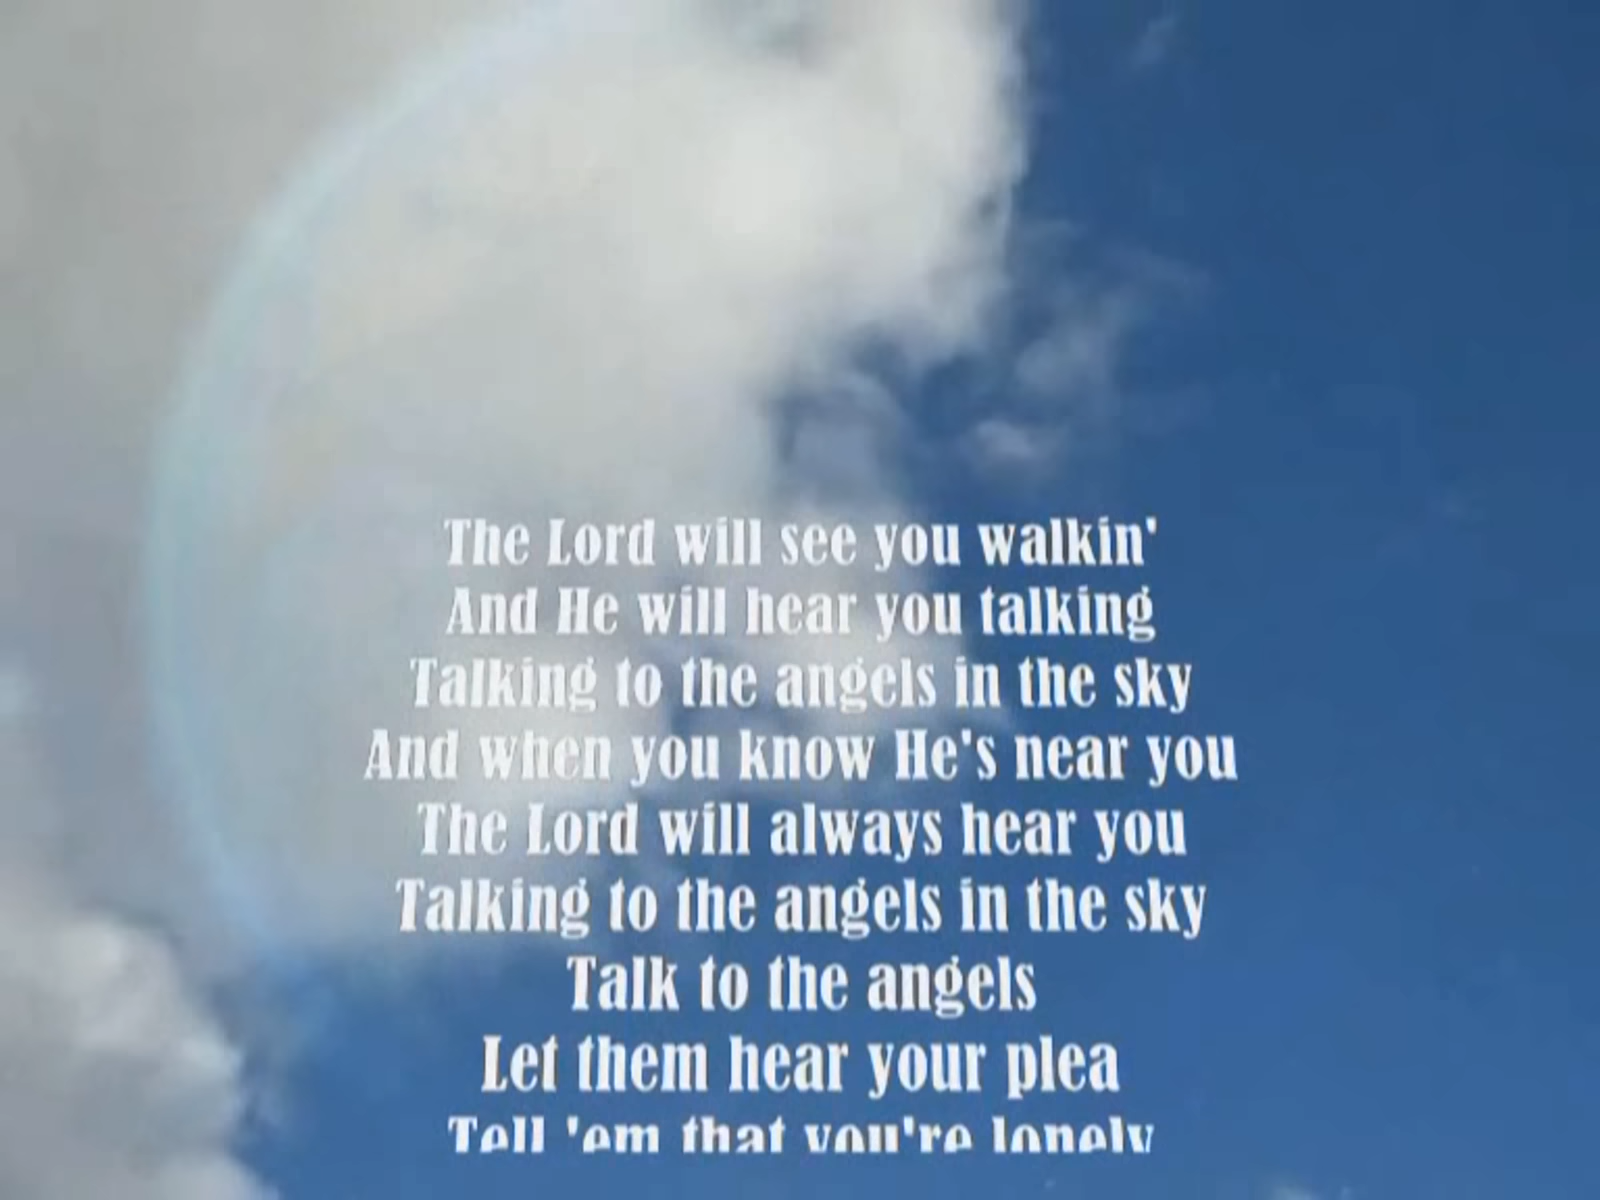 The Lord will see you walkin'
And He will hear you talking
Talking to the angels in the sky
And when you know He's near you
The Lord will always hear you
Talking to the angels in the sky
Talk to the angels
Let them hear your plea
Tell 'em that you're lonely